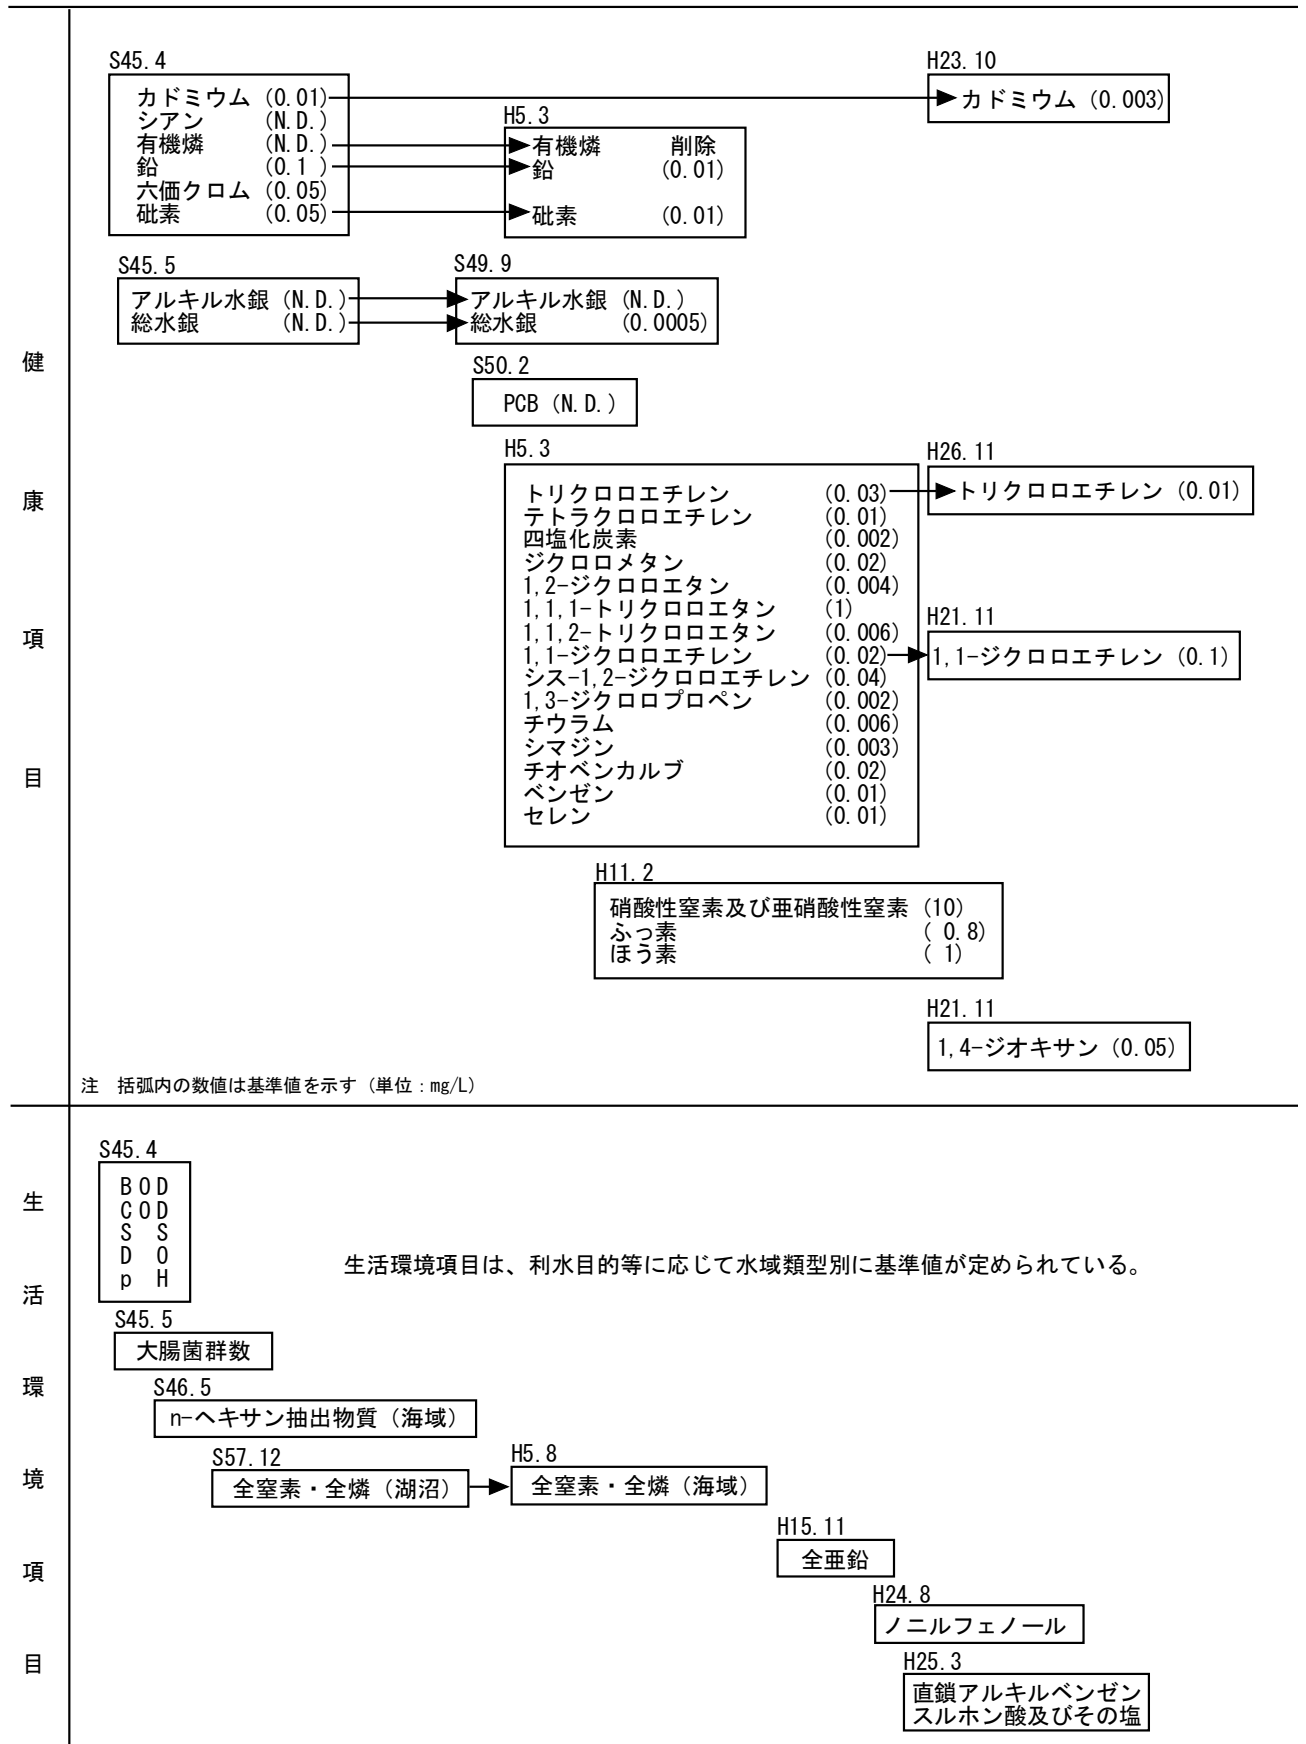 健康項目
S45.4
カドミウム (0.01)
シアン (N.D.)
有機燐 (N.D.)
鉛 (0.1 )
六価クロム (0.05)
砒素 (0.05)
H23.10
カドミウム (0.003)
H5.3
有機燐 削除
鉛 (0.01)
砒素 (0.01)
S45.5
アルキル水銀 (N.D.)
総水銀 (N.D.)
S49.9
アルキル水銀 (N.D.)
総水銀 (0.0005)
S50.2
PCB (N.D.)
H5.3
トリクロロエチレン (0.03)
テトラクロロエチレン (0.01)
四塩化炭素 (0.002)
ジクロロメタン (0.02)
1,2-ジクロロエタン (0.004)
1,1,1-トリクロロエタン (1)
1,1,2-トリクロロエタン (0.006)
1,1-ジクロロエチレン (0.02)
シス-1,2-ジクロロエチレン (0.04)
1,3-ジクロロプロペン (0.002)
チウラム (0.006)
シマジン (0.003)
チオベンカルブ (0.02)
ベンゼン (0.01)
セレン (0.01)
H26.11
トリクロロエチレン (0.01)
H21.11
1,1-ジクロロエチレン (0.1)
H11.2
硝酸性窒素及び亜硝酸性窒素 (10)
ふっ素 ( 0.8)
ほう素 ( 1)
H21.11
1,4-ジオキサン (0.05)
注 括弧内の数値は基準値を示す (単位:mg/L)
生活環境項目
S45.4
BOD
COD
S S
D O
p H
生活環境項目は、利水目的等に応じて水域類型別に基準値が定められている。
S45.5
大腸菌群数
S46.5
n-ヘキサン抽出物質 (海域)
S57.12
全窒素・全燐 (湖沼)
H5.8
全窒素・全燐 (海域)
H15.11
全亜鉛
H24.8
ノニルフェノール
H25.3
直鎖アルキルベンゼン
スルホン酸及びその塩